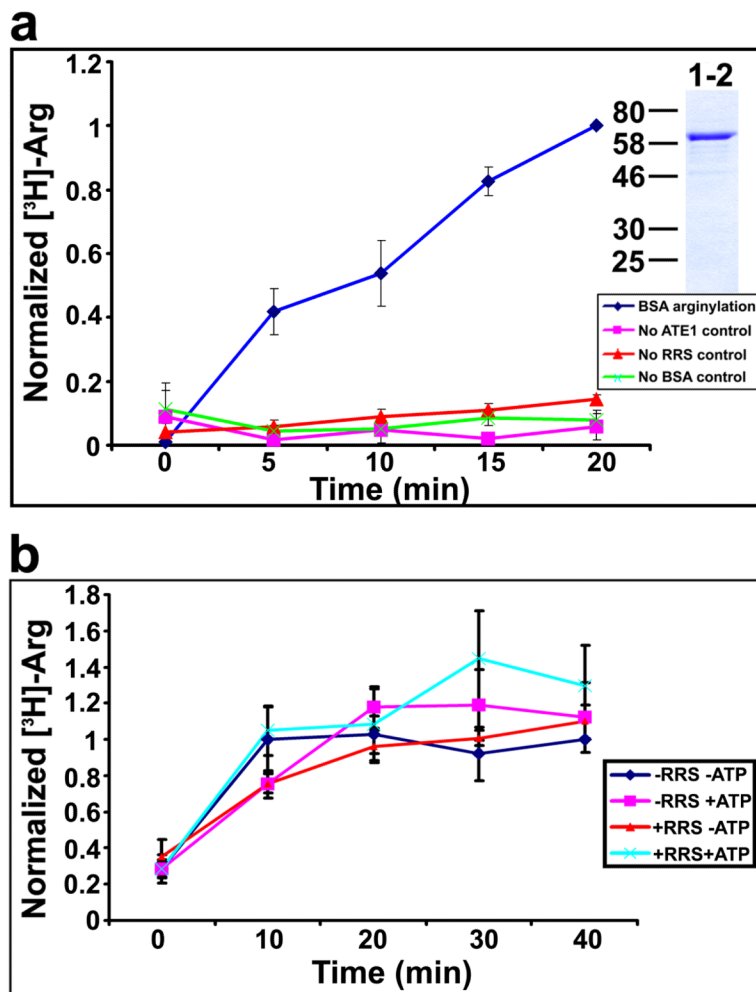 a
1.2
1
0.8
0.6
0.4
0.2
0
Normalized [³H]-Arg
0 5 10 15 20
Time (min)
1-2
80
58
46
30
25
BSA arginylation
No ATE1 control
No RRS control
No BSA control
b
1.8
1.6
1.4
1.2
1
0.8
0.6
0.4
0.2
0
Normalized [³H]-Arg
0 10 20 30 40
Time (min)
-RRS -ATP
-RRS +ATP
+RRS -ATP
+RRS+ATP